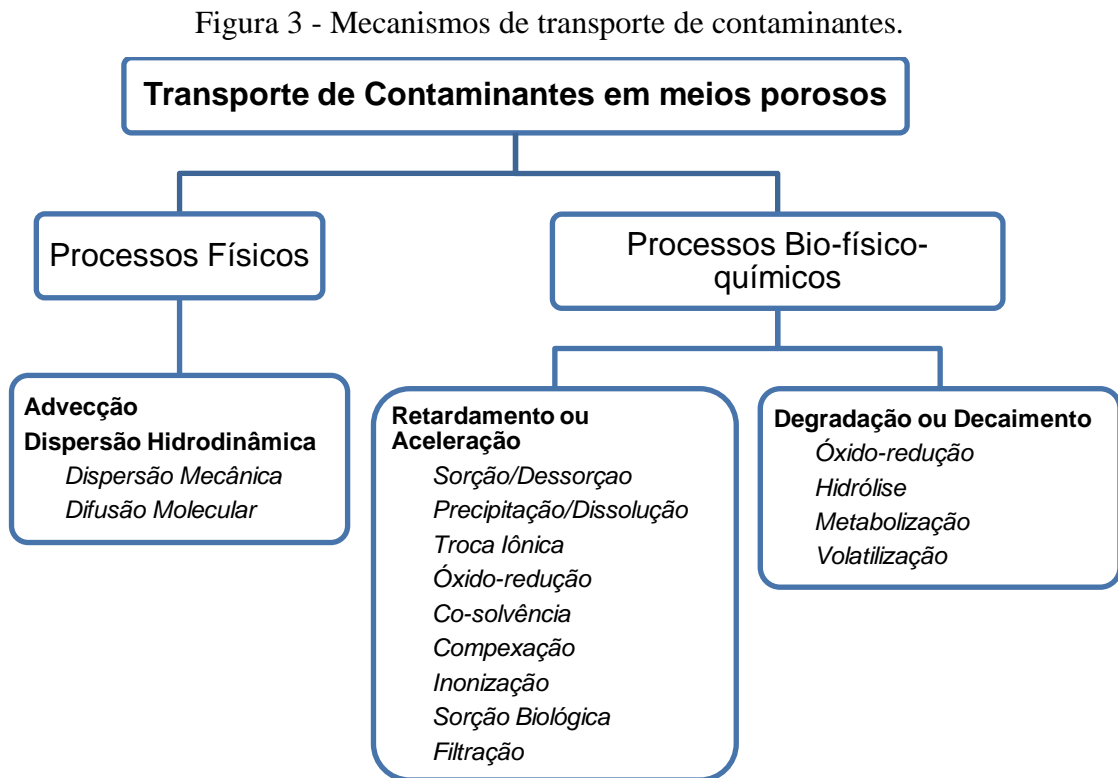 Figura 3 - Mecanismos de transporte de contaminantes.
Transporte de Contaminantes em meios porosos
Processos Físicos
Processos Bio-físico-
químicos
Advecção
Dispersão Hidrodinâmica
Dispersão Mecânica
Difusão Molecular
Retardamento ou
Aceleração
Sorção/Dessorçao
Precipitação/Dissolução
Troca Iônica
Óxido-redução
Co-solvência
Compexação
Inonização
Sorção Biológica
Filtração
Degradação ou Decaimento
Óxido-redução
Hidrólise
Metabolização
Volatilização